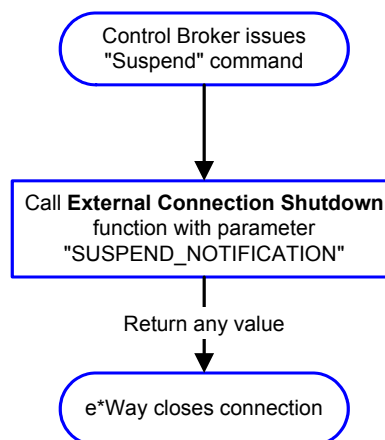 Control Broker issues
"Suspend" command
Call External Connection Shutdown
function with parameter
"SUSPEND_NOTIFICATION"
Return any value
e*Way closes connection